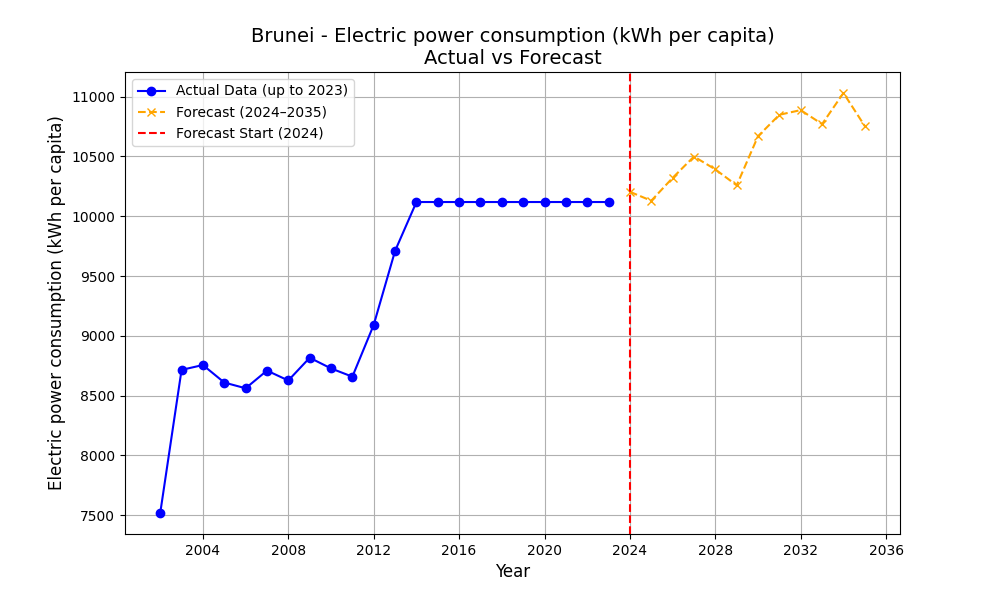 Brunei - Electric power consumption (kWh per capita)
Actual vs Forecast
Actual Data (up to 2023)
Forecast (2024–2035)
Forecast Start (2024)
Electric power consumption (kWh per capita)
11000
10500
10000
9500
9000
8500
8000
7500
2004 2008 2012 2016 2020 2024 2028 2032 2036
Year